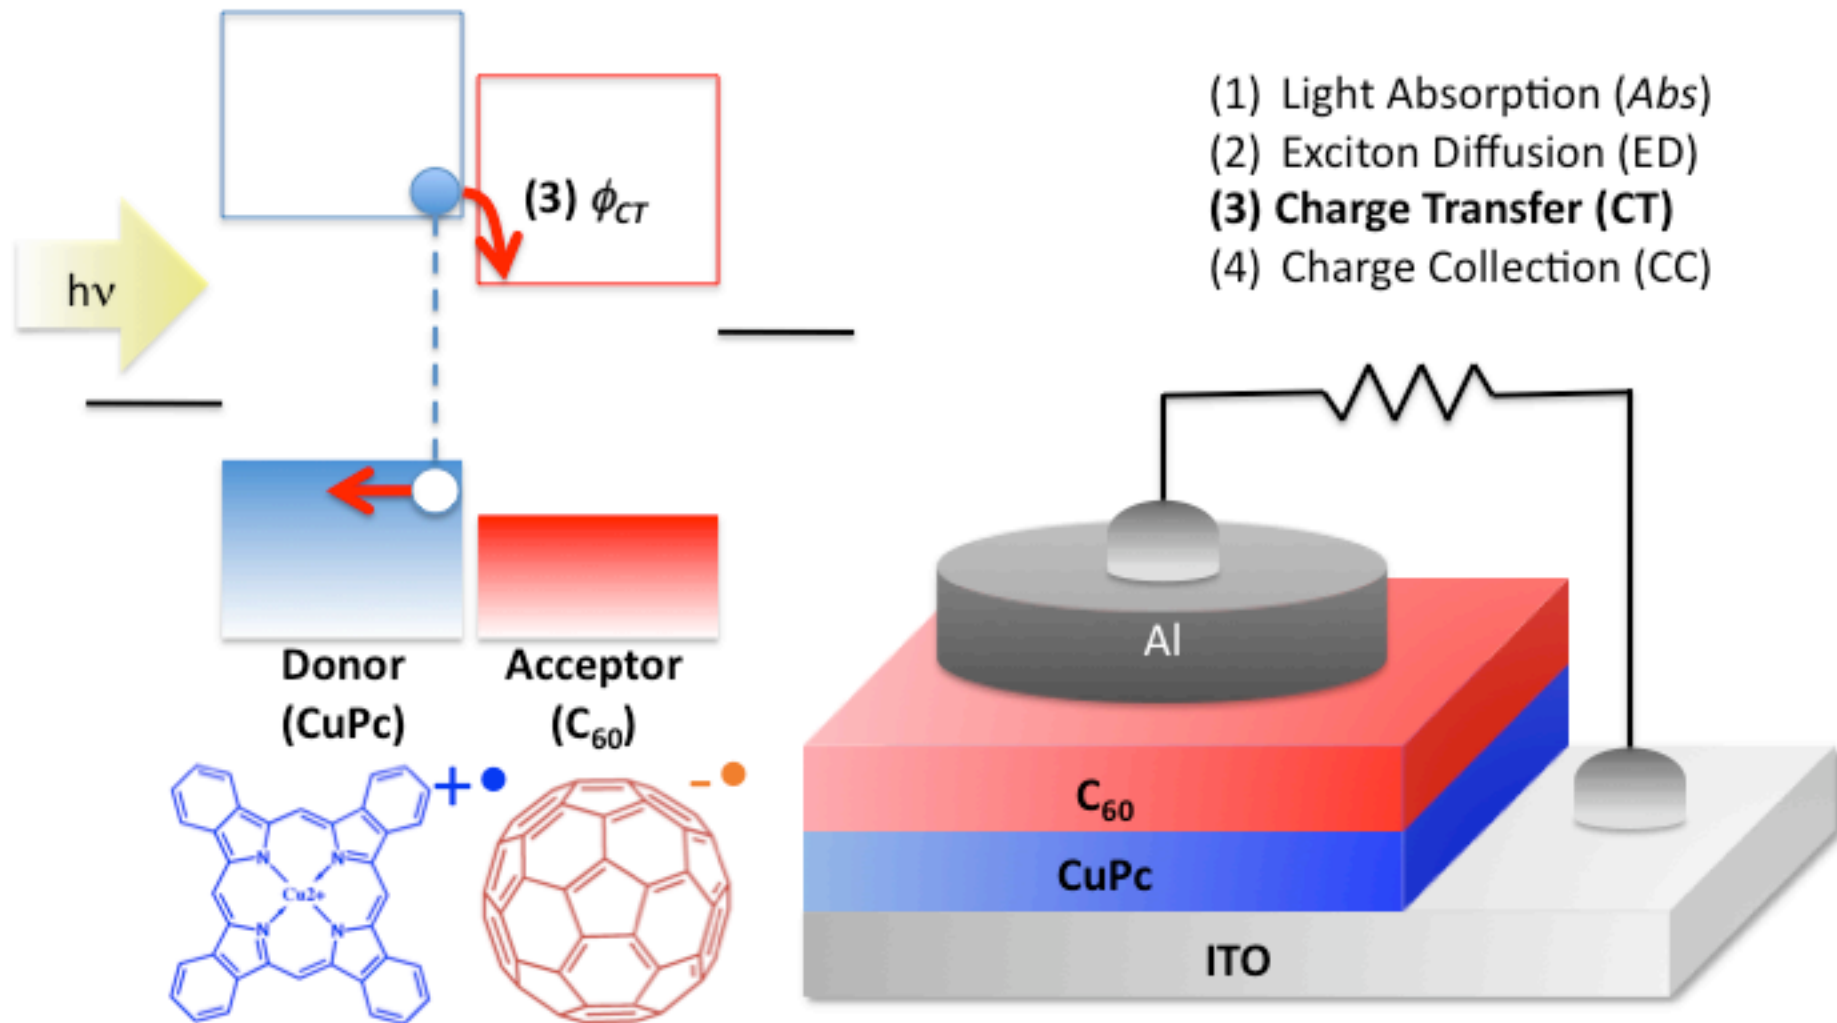 (1) Light Absorption (Abs)
(2) Exciton Diffusion (ED)
(3) Charge Transfer (CT)
(4) Charge Collection (CC)
(3) ϕCT
hν
Donor
(CuPc)
Acceptor
(C60)
+•
-•
N
N
Cu2+
N
N
Al
C60
CuPc
ITO